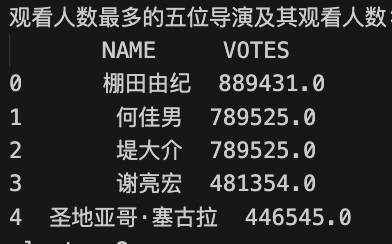 观看人数最多的五位导演及其观看人数:
NAME VOTES
0 棚田由纪 889431.0
1 何佳男 789525.0
2 堤大介 789525.0
3 谢亮宏 481354.0
4 圣地亚哥·塞古拉 446545.0